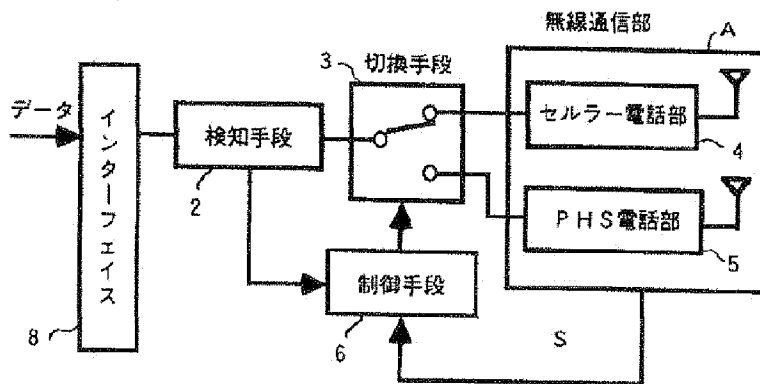 無線通信部
A
3
切換手段
データ
インターフェイス
検知手段
セルラー電話部
2
4
PHS電話部
5
制御手段
8
6
S